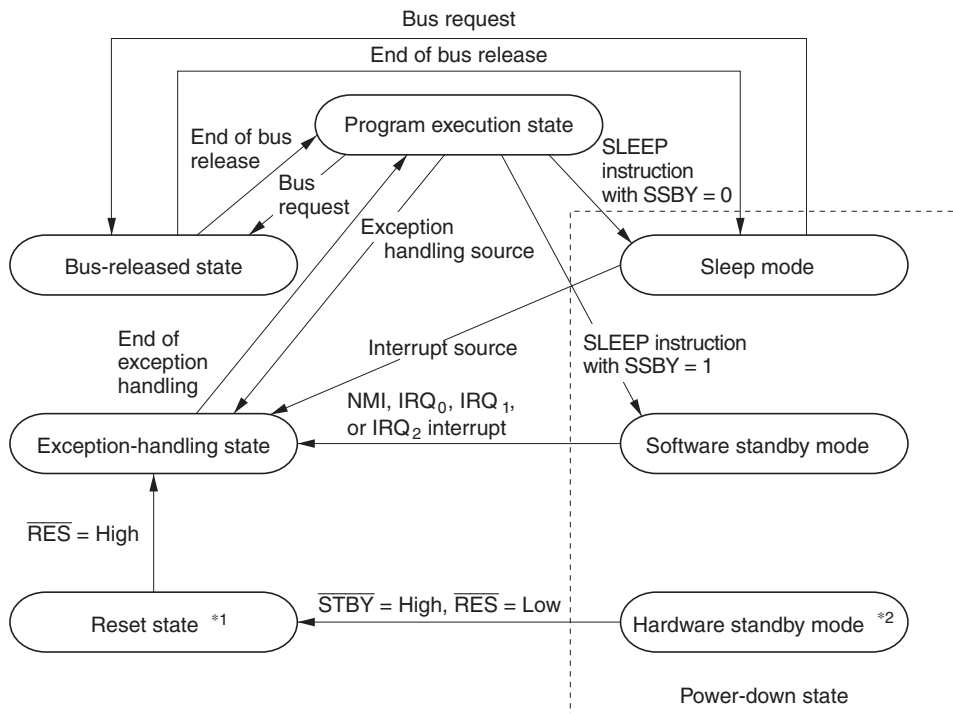 Bus request
End of bus release
Program execution state
End of bus
release
Bus
request
SLEEP
instruction
with SSBY = 0
Exception
handling source
Bus-released state
Sleep mode
End of
exception
handling
Interrupt source
SLEEP instruction
with SSBY = 1
NMI, IRQ0, IRQ1,
or IRQ2 interrupt
Exception-handling state
Software standby mode
R̅E̅S̅ = High
S̅T̅B̅Y̅ = High, R̅E̅S̅ = Low
Reset state *1
Hardware standby mode *2
Power-down state